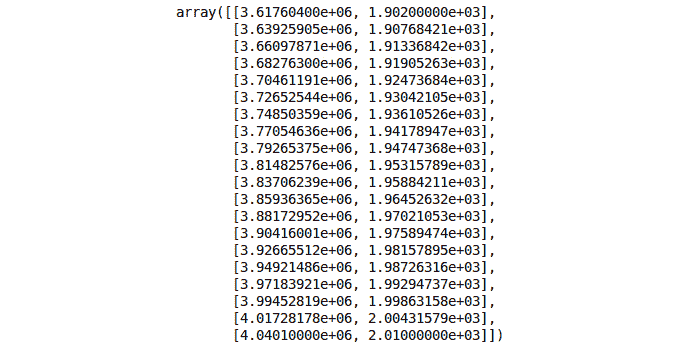 array([[3.61760400e+06, 1.90200000e+03],
[3.63925905e+06, 1.90768421e+03],
[3.66097871e+06, 1.91336842e+03],
[3.68276300e+06, 1.91905263e+03],
[3.70461191e+06, 1.92473684e+03],
[3.72652544e+06, 1.93042105e+03],
[3.74850359e+06, 1.93610526e+03],
[3.77054636e+06, 1.94178947e+03],
[3.79265375e+06, 1.94747368e+03],
[3.81482576e+06, 1.95315789e+03],
[3.83706239e+06, 1.95884211e+03],
[3.85936365e+06, 1.96452632e+03],
[3.88172952e+06, 1.97021053e+03],
[3.90416001e+06, 1.97589474e+03],
[3.92665512e+06, 1.98157895e+03],
[3.94921486e+06, 1.98726316e+03],
[3.97183921e+06, 1.99294737e+03],
[3.99452819e+06, 1.99863158e+03],
[4.01728178e+06, 2.00431579e+03],
[4.04010000e+06, 2.01000000e+03]])